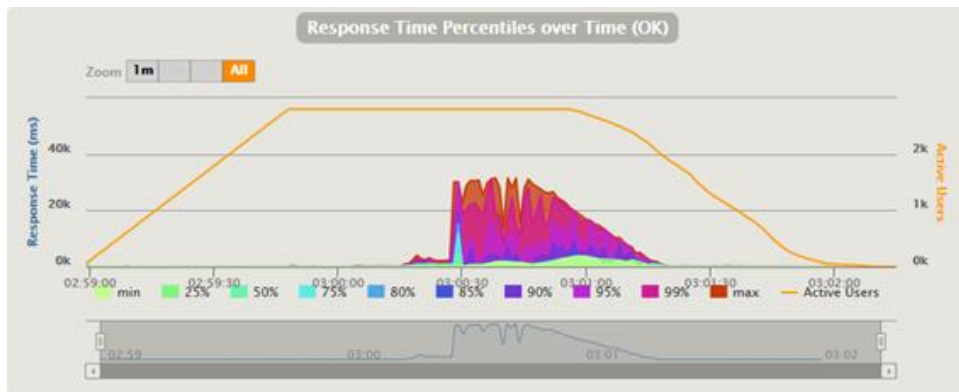 Response Time Percentiles over Time (OK)
Zoom 1m All
Response Time (ms)
40k
20k
0k
2k
1k
0k
Active Users
02:59:00 02:59:30 03:00:00 03:00:30 03:01:00 03:01:30 03:02:00
min 25% 50% 75% 80% 85% 90% 95% 99% max Active Users
02:59 03:00 03:01 03:02